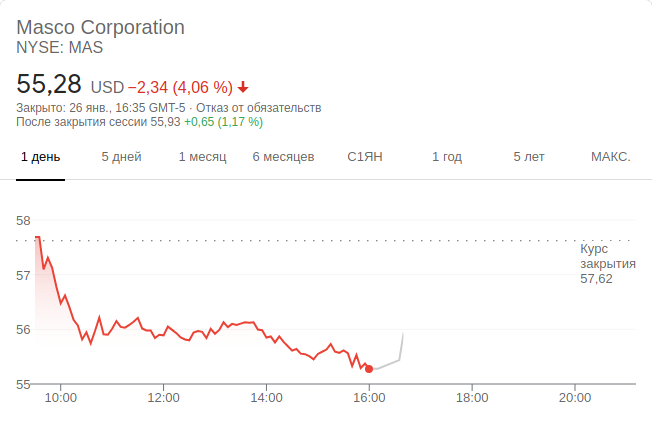 Masco Corporation
NYSE: MAS
55,28 USD −2,34 (4,06 %)
Закрыто: 26 янв., 16:35 GMT-5 · Отказ от обязательств
После закрытия сессии 55,93 +0,65 (1,17 %)
1 день 5 дней 1 месяц 6 месяцев С1ЯН 1 год 5 лет МАКС.
58
Курс
закрытия
57,62
57
56
55
10:00 12:00 14:00 16:00 18:00 20:00